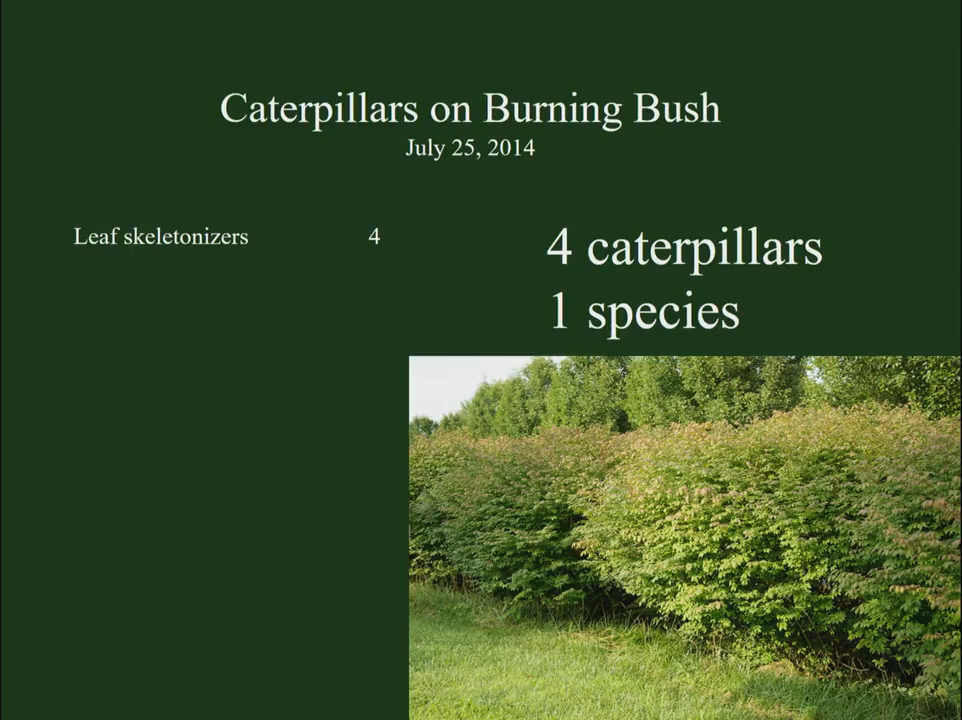 Caterpillars on Burning Bush
July 25, 2014
Leaf skeletonizers 4
4 caterpillars
1 species